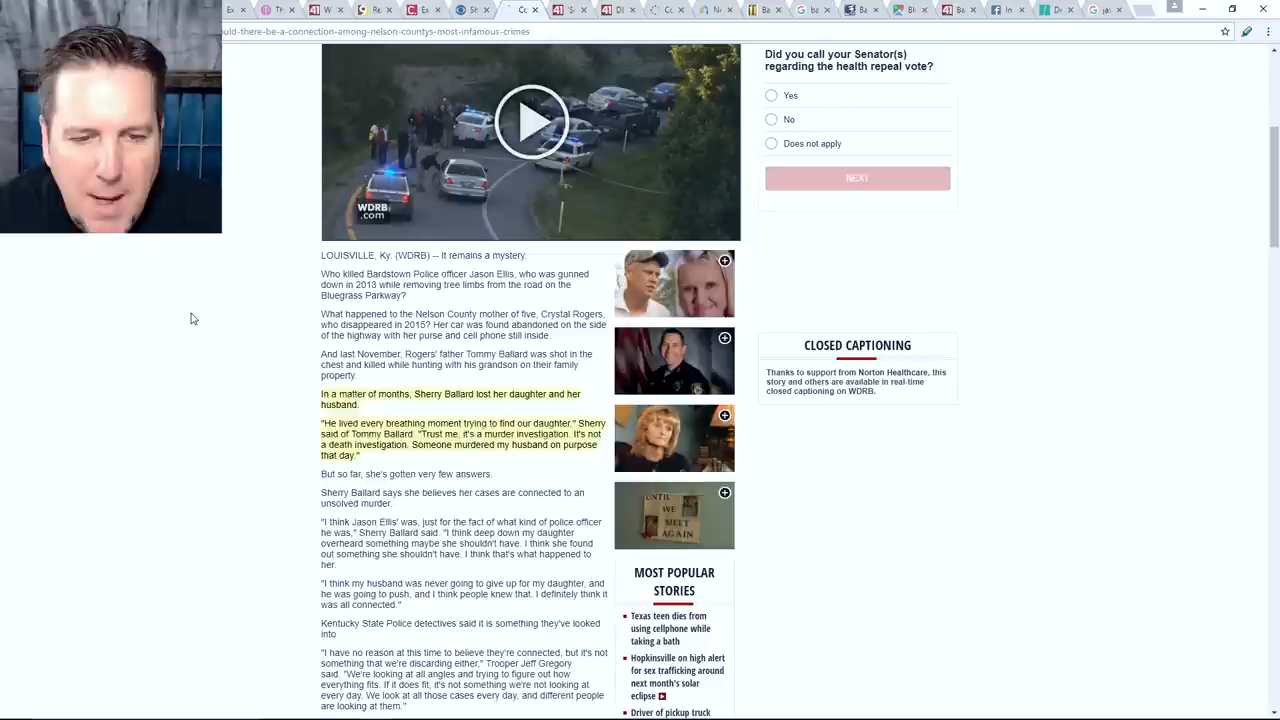 uld-there-be-a-connection-among-nelson-countys-most-infamous-crimes
WDRB
.com
LOUISVILLE, Ky. (WDRB) -- It remains a mystery.
Who killed Bardstown Police officer Jason Ellis, who was gunned
down in 2013 while removing tree limbs from the road on the
Bluegrass Parkway?
What happened to the Nelson County mother of five, Crystal Rogers,
who disappeared in 2015? Her car was found abandoned on the side
of the highway with her purse and cell phone still inside.
And last November, Rogers' father Tommy Ballard was shot in the
chest and killed while hunting with his grandson on their family
property.
In a matter of months, Sherry Ballard lost her daughter and her
husband.
"He lived every breathing moment trying to find our daughter," Sherry
said of Tommy Ballard. "Trust me, it's a murder investigation. It's not
a death investigation. Someone murdered my husband on purpose
that day."
But so far, she's gotten very few answers.
Sherry Ballard says she believes her cases are connected to an
unsolved murder.
"I think Jason Ellis' was, just for the fact of what kind of police officer
he was," Sherry Ballard said. "I think deep down my daughter
overheard something maybe she shouldn't have. I think she found
out something she shouldn't have. I think that's what happened to
her.
"I think my husband was never going to give up for my daughter, and
he was going to push, and I think people knew that. I definitely think it
was all connected."
Kentucky State Police detectives said it is something they've looked
into
"I have no reason at this time to believe they're connected, but it's not
something that we're discarding either," Trooper Jeff Gregory
said. "We're looking at all angles and trying to figure out how
everything fits. If it does fit, it's not something we're not looking at
every day. We look at all those cases every day, and different people
are looking at them."
UNTIL
WE
MEET
AGAIN
MOST POPULAR
STORIES
Texas teen dies from
using cellphone while
taking a bath
Hopkinsville on high alert
for sex trafficking around
next month's solar
eclipse
Driver of pickup truck
Did you call your Senator(s)
regarding the health repeal vote?
Yes
No
Does not apply
NEXT
CLOSED CAPTIONING
Thanks to support from Norton Healthcare, this
story and others are available in real-time
closed captioning on WDRB.